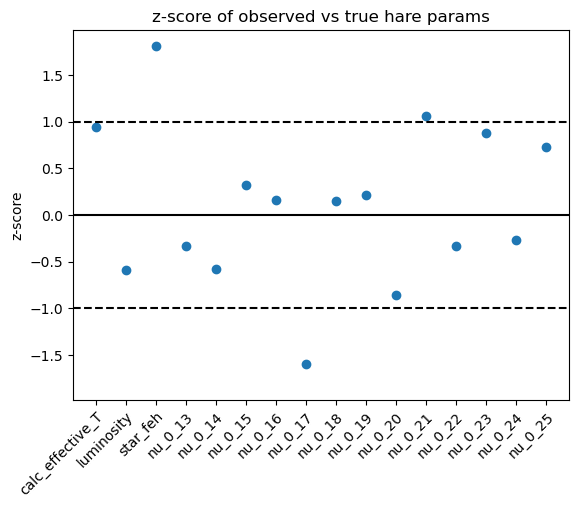 z-score of observed vs true hare params
z-score
1.5
1.0
0.5
0.0
−0.5
−1.0
−1.5
calc_effective_T
luminosity
star_feh
nu_0_13
nu_0_14
nu_0_15
nu_0_16
nu_0_17
nu_0_18
nu_0_19
nu_0_20
nu_0_21
nu_0_22
nu_0_23
nu_0_24
nu_0_25